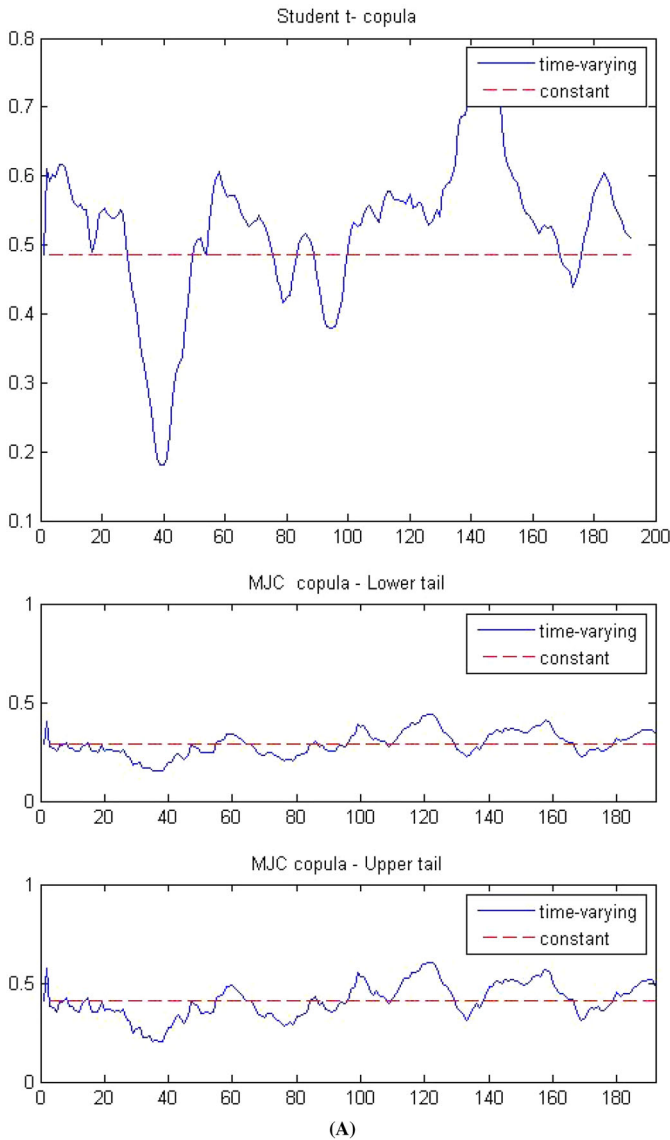 Student t- copula
0.8
0.7
0.6
0.5
0.4
0.3
0.2
0.1
time-varying
constant
0 20 40 60 80 100 120 140 160 180 200
MJC copula - Lower tail
1
0.5
0
time-varying
constant
0 20 40 60 80 100 120 140 160 180
MJC copula - Upper tail
1
0.5
0
time-varying
constant
0 20 40 60 80 100 120 140 160 180
(A)